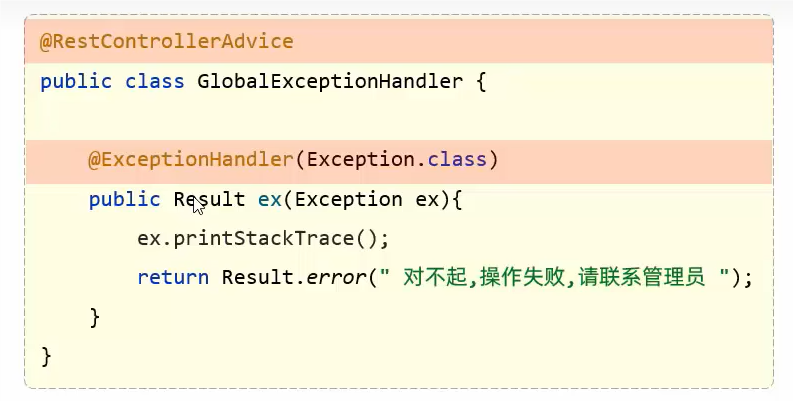 @RestControllerAdvice
public class GlobalExceptionHandler {
@ExceptionHandler(Exception.class)
public Result ex(Exception ex){
ex.printStackTrace();
return Result.error(" 对不起,操作失败,请联系管理员 ");
}
}